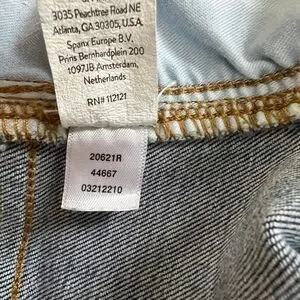 3035 Peachtree Road NE
Atlanta, GA 30305, U.S.A.
Spanx Europe B.V.
Prins Bernhardplein 200
1097JB Amsterdam,
Netherlands
RN# 112121
20621R
44667
03212210